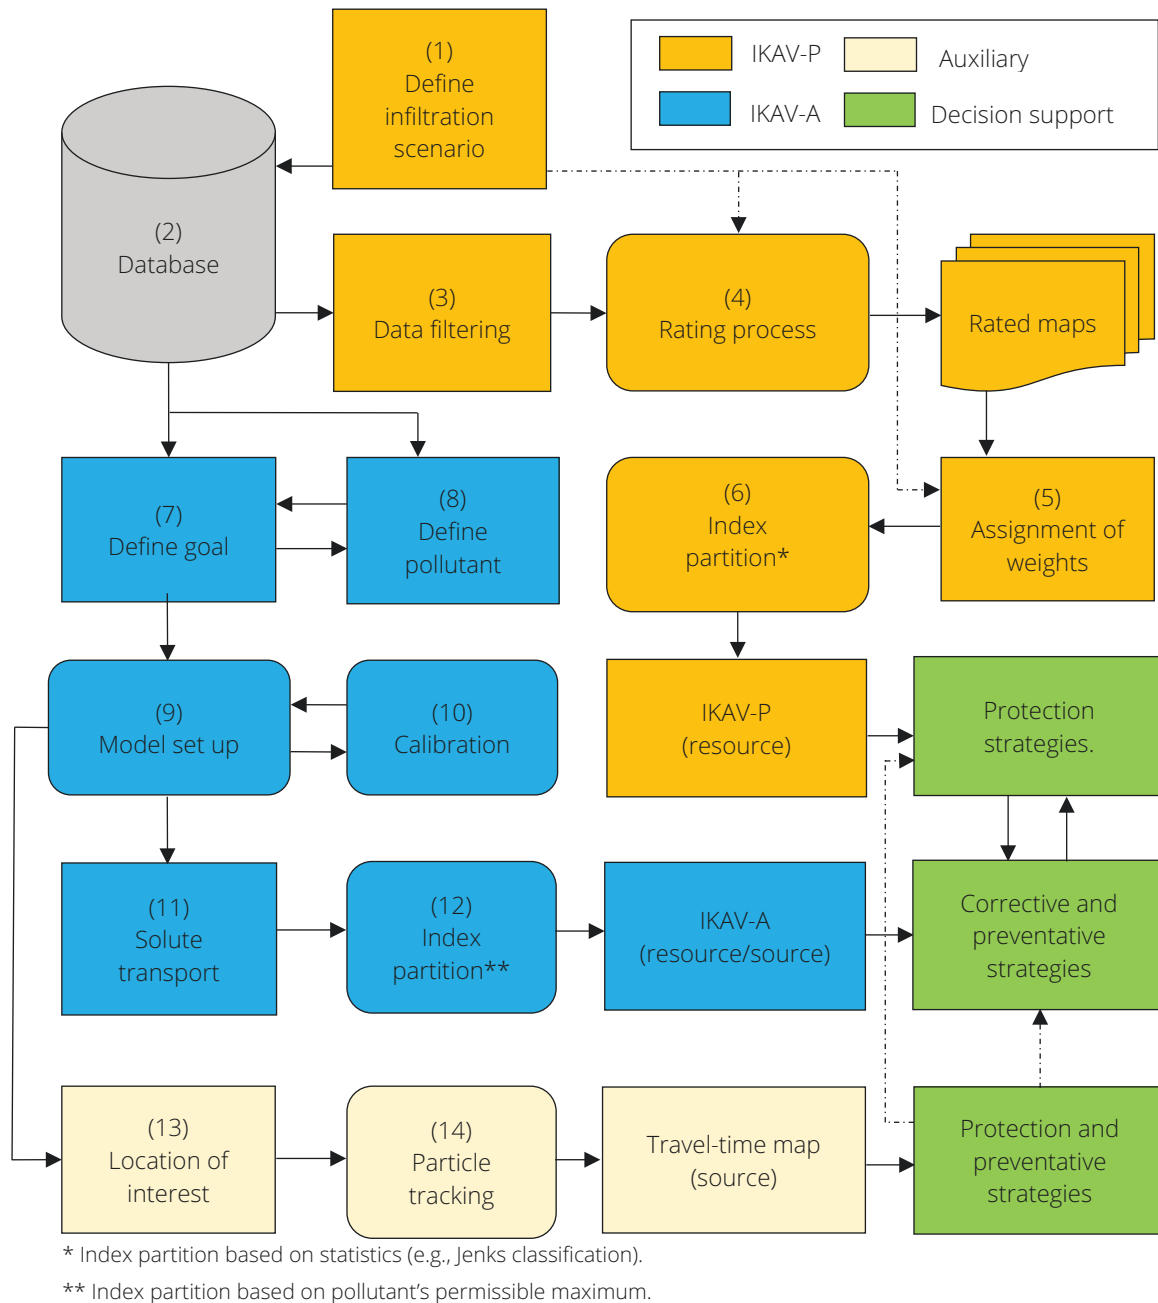 (1)
Define
infiltration
scenario
IKAV-P
Auxiliary
IKAV-A
Decision support
(2)
Database
(3)
Data filtering
(4)
Rating process
Rated maps
(7)
Define goal
(8)
Define
pollutant
(6)
Index
partition*
(5)
Assignment of
weights
(9)
Model set up
(10)
Calibration
IKAV-P
(resource)
Protection
strategies.
(11)
Solute
transport
(12)
Index
partition**
IKAV-A
(resource/source)
Corrective and
preventative
strategies
(13)
Location of
interest
(14)
Particle
tracking
Travel-time map
(source)
Protection and
preventative
strategies
* Index partition based on statistics (e.g., Jenks classification).
** Index partition based on pollutant's permissible maximum.